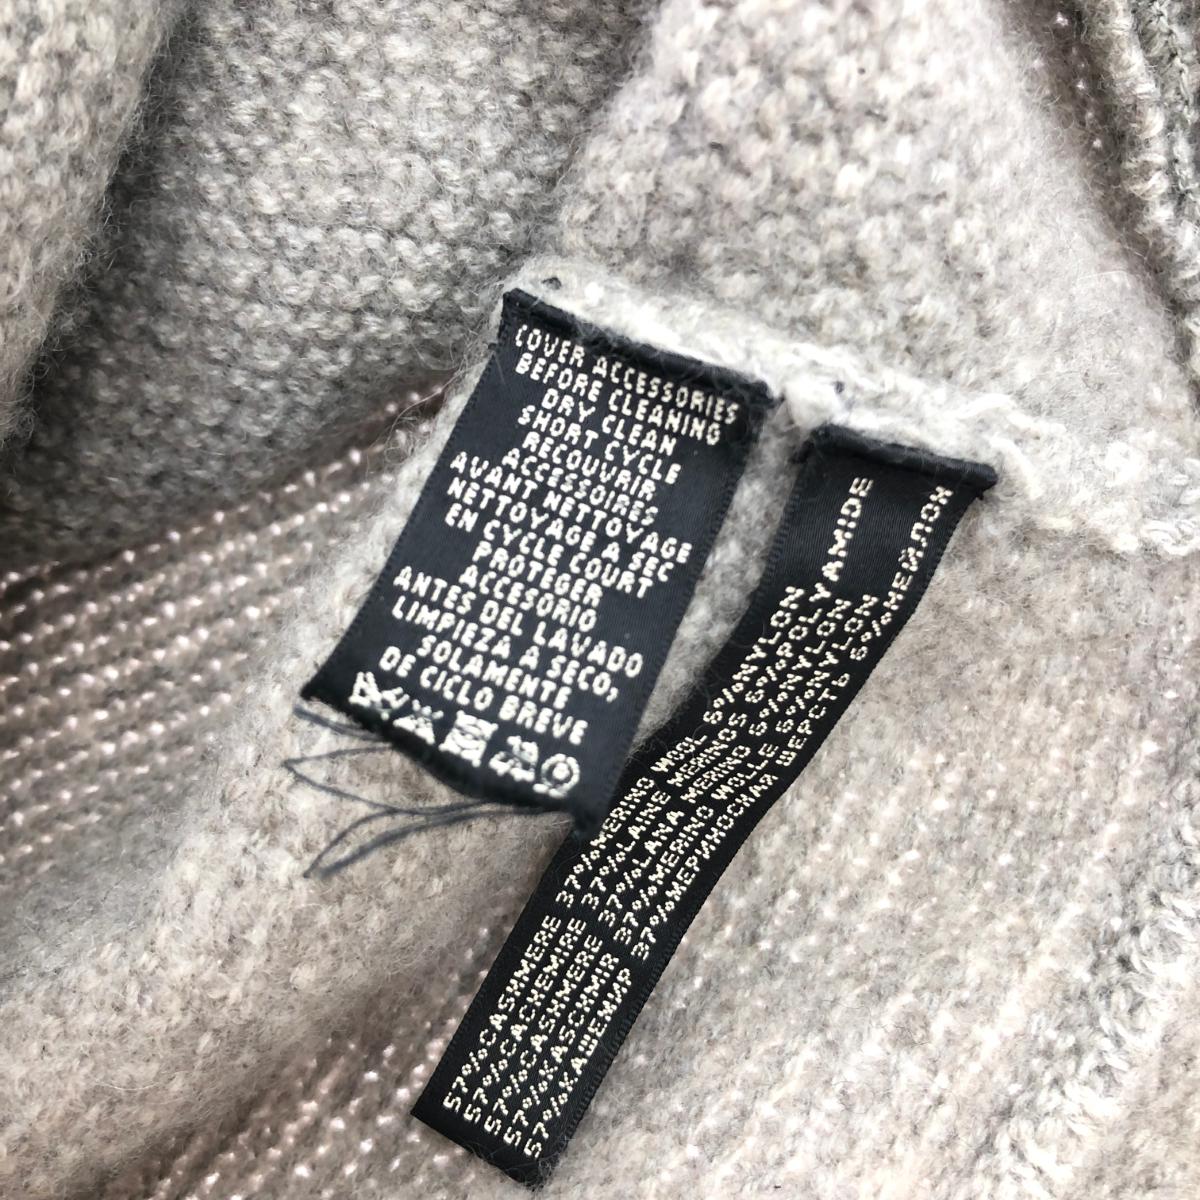 COVER ACCESSORIES
BEFORE CLEANING
DRY CLEAN
SHORT CYCLE
RECOUVRIR
ACCESSOIRES
AVANT NETTOYAGE
NETTOYAGE A SEC
EN CYCLE COURT
PROTEGER
ACCESORIO
ANTES DEL LAVADO
LIMPIEZA A SECO,
SOLAMENTE
DE CICLO BREVE
57%CASHMERE 37%MERINO WOOL 6%NYLON
57%CACHEMIRE 37%LAINE MERINOS 6%POLYAMIDE
57%CASHMERE 37%LANA MERINO 6%NYLON
57%KASCHMIR 37%MERINO WOLLE 6%NYLON
57%КАШЕМИР 37%МЕРИНОСНАЯ ШЕРСТЬ 6%НЕЙЛОН